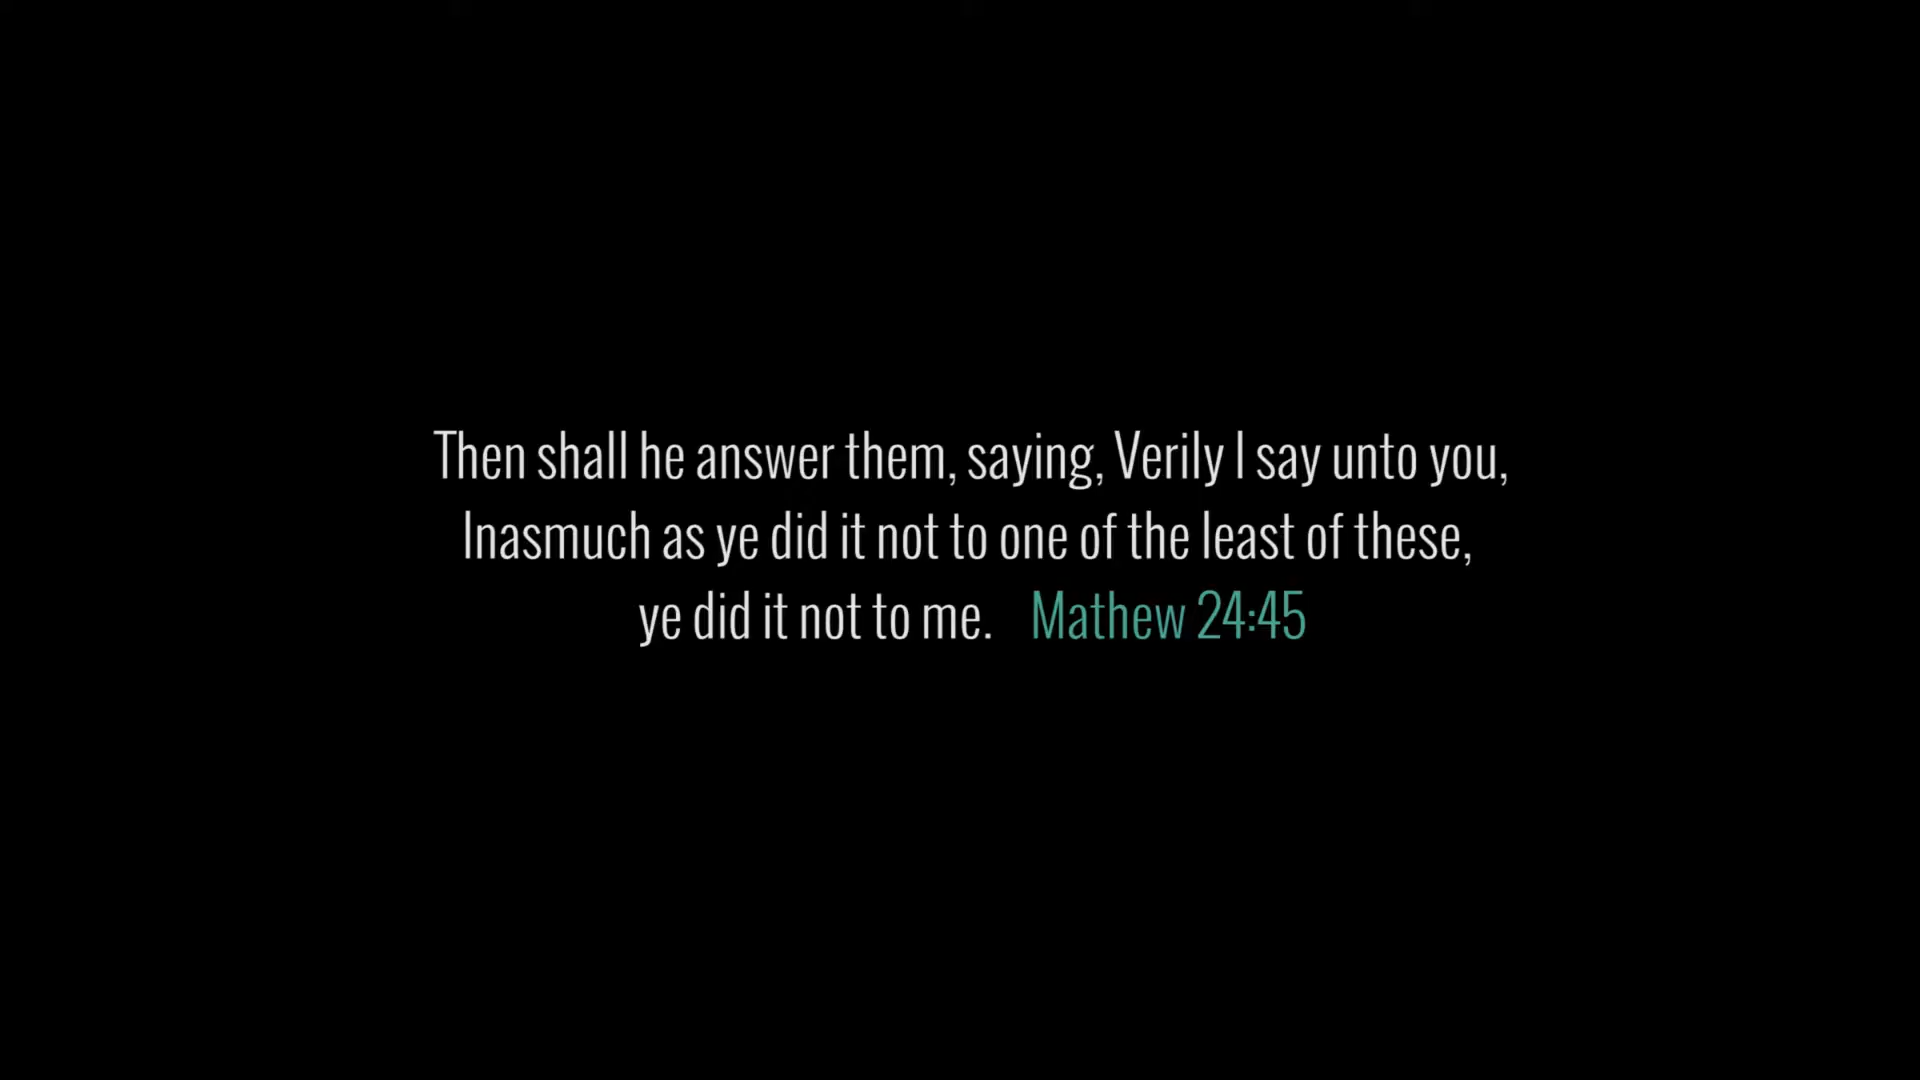 Then shall he answer them, saying, Verily I say unto you,
Inasmuch as ye did it not to one of the least of these,
ye did it not to me. Mathew 24:45